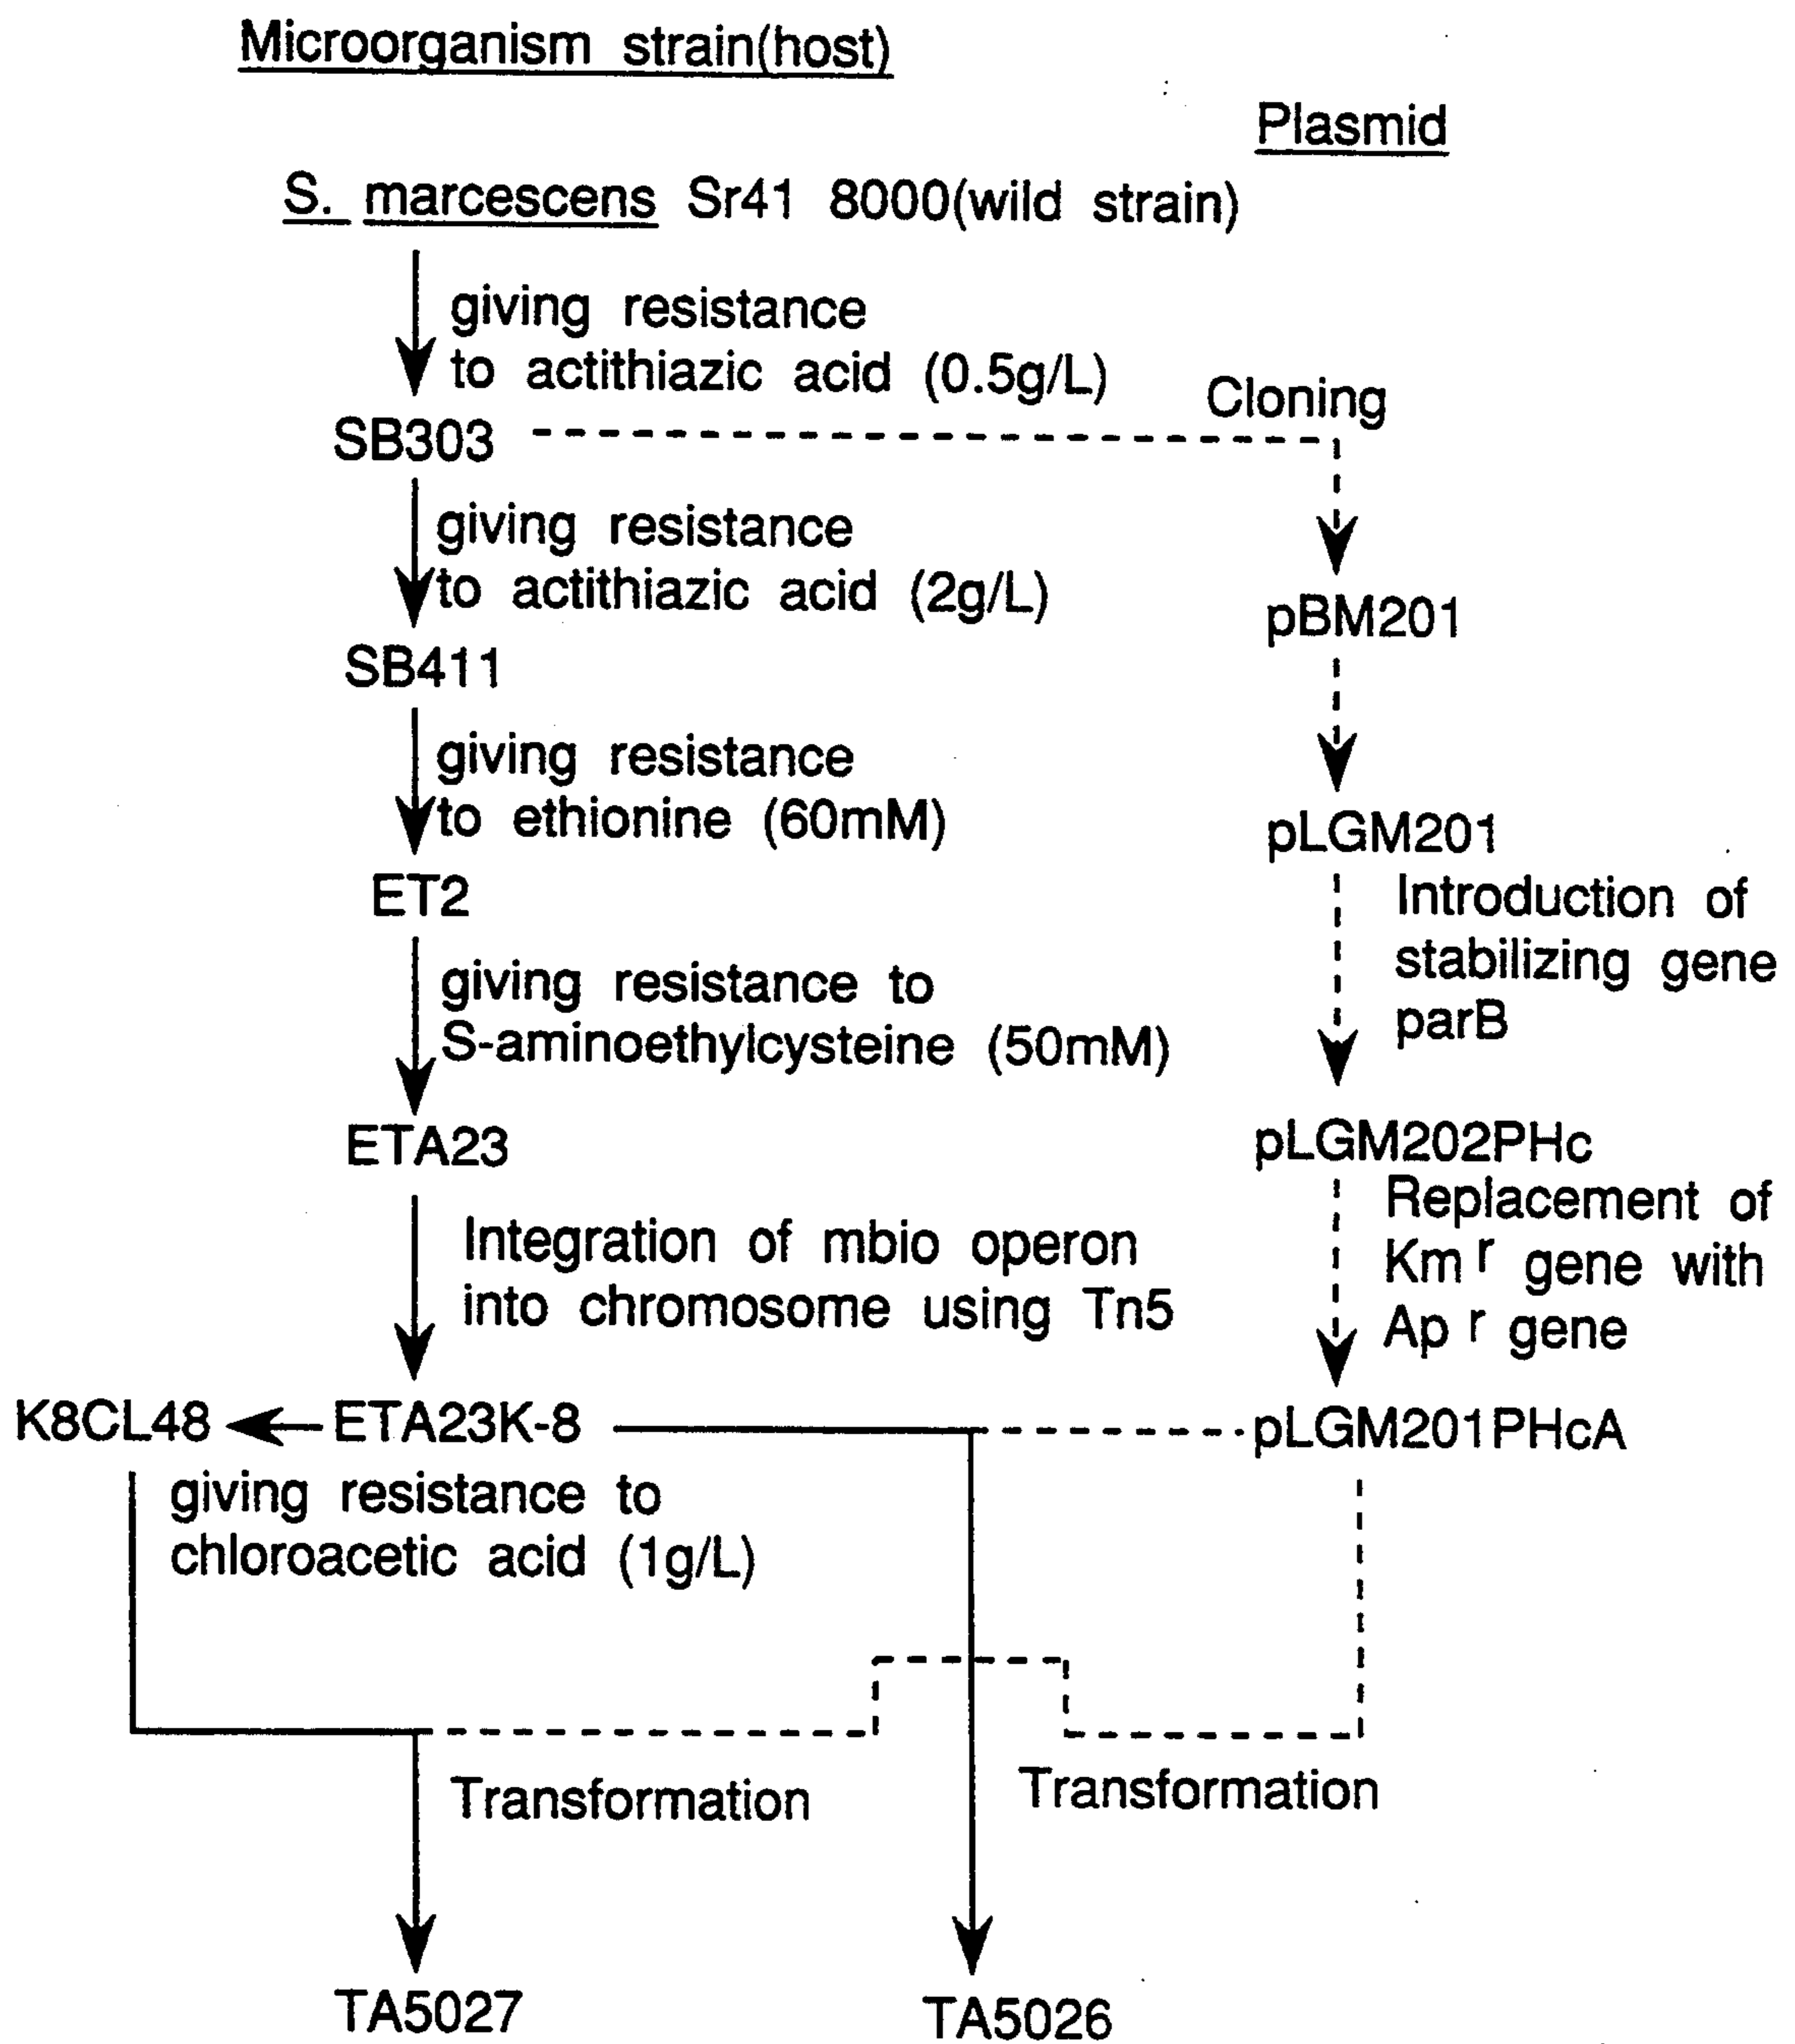 Microorganism strain(host)
Plasmid
S. marcescens Sr41 8000(wild strain)
giving resistance
to actithiazic acid (0.5g/L)
Cloning
SB303
giving resistance
to actithiazic acid (2g/L)
pBM201
SB411
giving resistance
to ethionine (60mM)
pLGM201
ET2
Introduction of
stabilizing gene
parB
giving resistance to
S-aminoethylcysteine (50mM)
ETA23
pLGM202PHc
Replacement of
Km r gene with
Ap r gene
Integration of mbio operon
into chromosome using Tn5
K8CL48
ETA23K-8
pLGM201PHcA
giving resistance to
chloroacetic acid (1g/L)
Transformation
Transformation
TA5027
TA5026